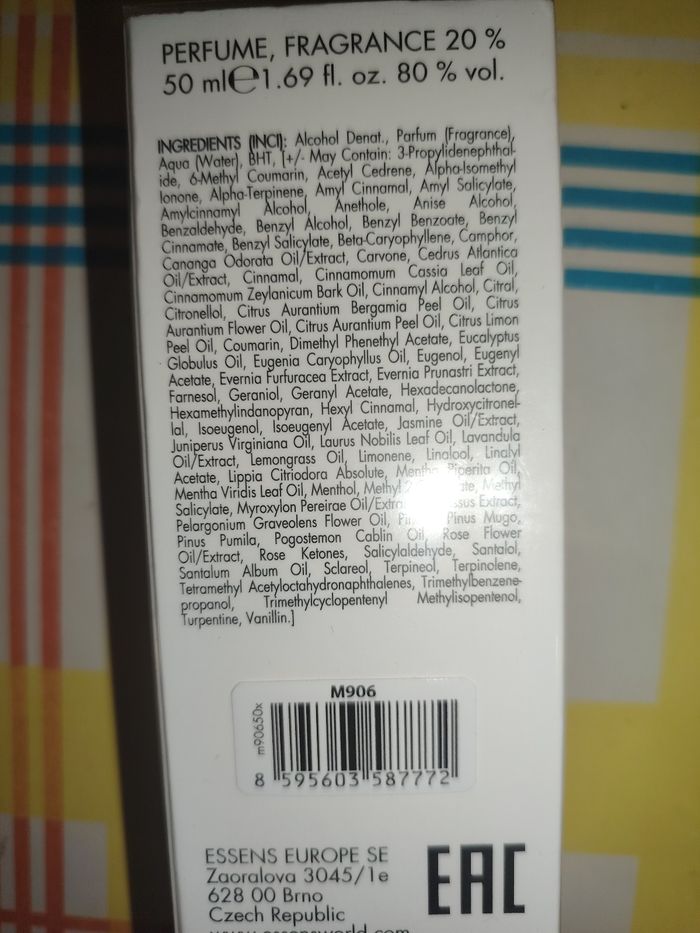 PERFUME, FRAGRANCE 20 %
50 ml℮1.69 fl. oz. 80 % vol.
INGREDIENTS (INCI): Alcohol Denat., Parfum (Fragrance),
Aqua (Water), BHT, [+/- May Contain: 3-Propylidenephthal-
ide, 6-Methyl Coumarin, Acetyl Cedrene, Alpha-Isomethyl
Ionone, Alpha-Terpinene, Amyl Cinnamal, Amyl Salicylate,
Amylcinnamyl Alcohol, Anethole, Anise Alcohol,
Benzaldehyde, Benzyl Alcohol, Benzyl Benzoate, Benzyl
Cinnamate, Benzyl Salicylate, Beta-Caryophyllene, Camphor,
Cananga Odorata Oil/Extract, Carvone, Cedrus Atlantica
Oil/Extract, Cinnamal, Cinnamomum Cassia Leaf Oil,
Cinnamomum Zeylanicum Bark Oil, Cinnamyl Alcohol, Citral,
Citronellol, Citrus Aurantium Bergamia Peel Oil, Citrus
Aurantium Flower Oil, Citrus Aurantium Peel Oil, Citrus Limon
Peel Oil, Coumarin, Dimethyl Phenethyl Acetate, Eucalyptus
Globulus Oil, Eugenia Caryophyllus Oil, Eugenol, Eugenyl
Acetate, Evernia Furfuracea Extract, Evernia Prunastri Extract,
Farnesol, Geraniol, Geranyl Acetate, Hexadecanolactone,
Hexamethylindanopyran, Hexyl Cinnamal, Hydroxycitronel-
lal, Isoeugenol, Isoeugenyl Acetate, Jasmine Oil/Extract,
Juniperus Virginiana Oil, Laurus Nobilis Leaf Oil, Lavandula
Oil/Extract, Lemongrass Oil, Limonene, Linalool, Linalyl
Acetate, Lippia Citriodora Absolute, Mentha Piperita Oil,
Mentha Viridis Leaf Oil, Menthol, Methyl Methyl
Salicylate, Myroxylon Pereirae Extract,
Pelargonium Graveolens Flower Oil, Pinus Mugo,
Pinus Pumila, Pogostemon Cablin Oil, Rose Flower
Oil/Extract, Rose Ketones, Salicylaldehyde, Santalol,
Santalum Album Oil, Sclareol, Terpineol, Terpinolene,
Tetramethyl Acetyloctahydronaphthalenes, Trimethylbenzene-
propanol, Trimethylcyclopentenyl Methylisopentenol,
Turpentine, Vanillin.]
M906
m90650x
8 595603 587772
ESSENS EUROPE SE
Zaoralova 3045/1e
628 00 Brno
Czech Republic
www.essensworld.com
EAC